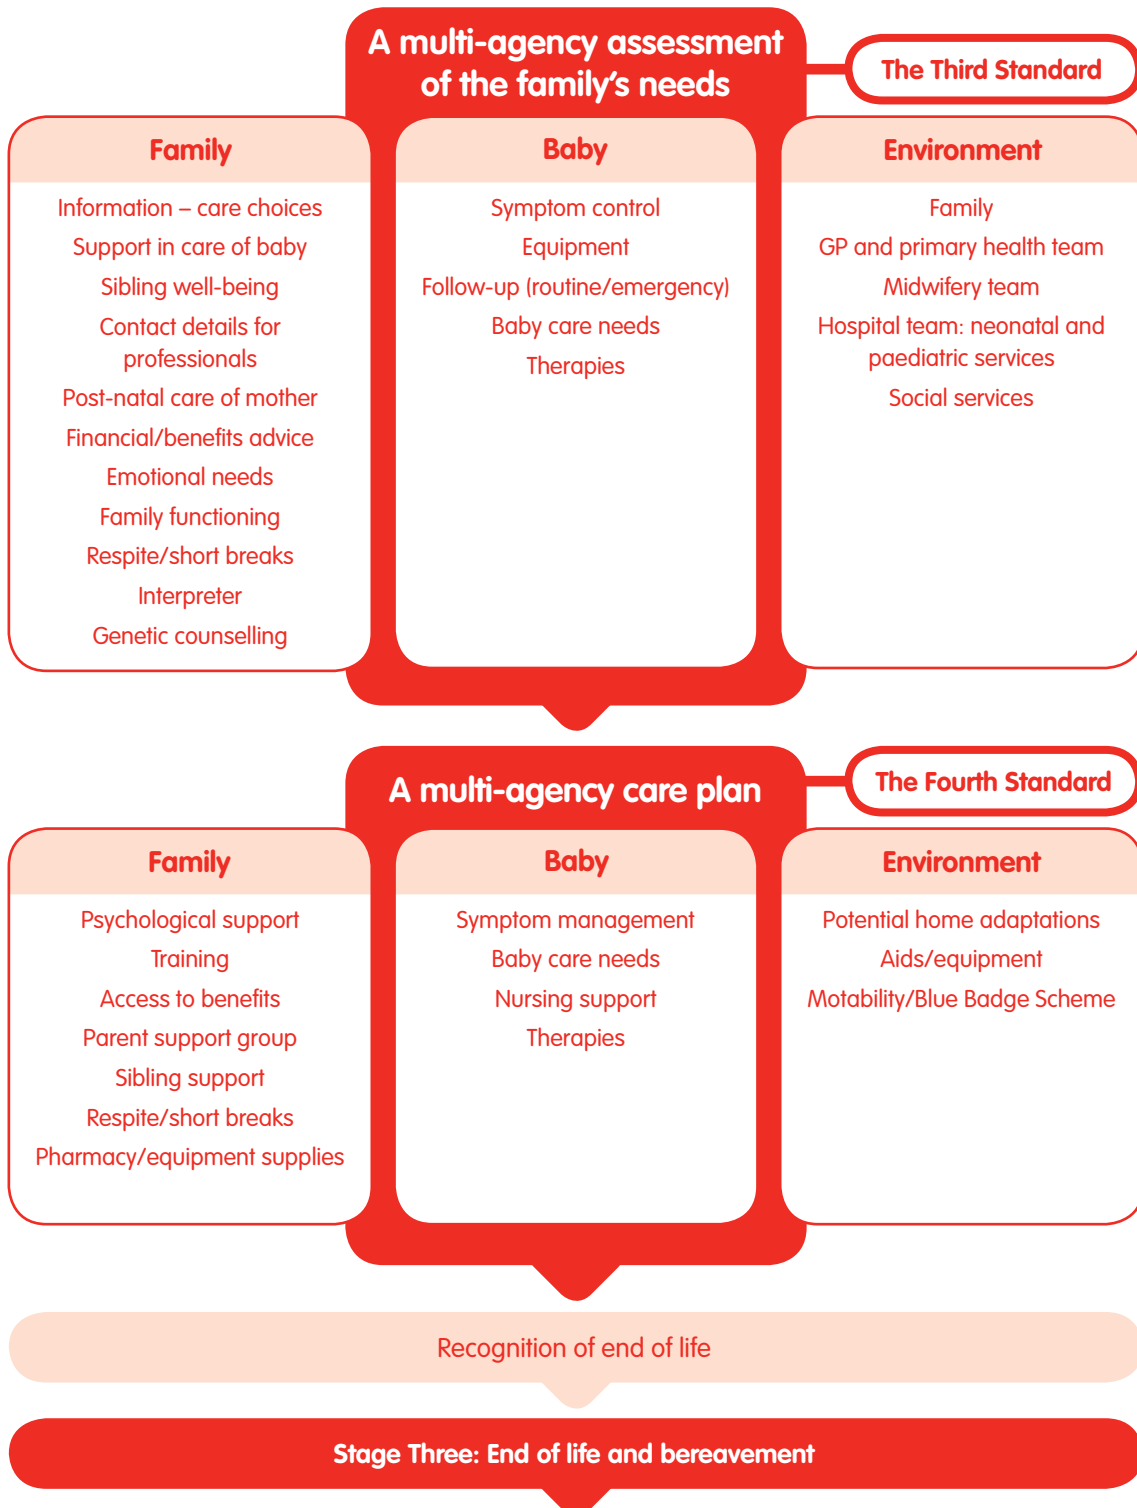 A multi-agency assessment
of the family's needs
The Third Standard
Family
Information – care choices
Support in care of baby
Sibling well-being
Contact details for
professionals
Post-natal care of mother
Financial/benefits advice
Emotional needs
Family functioning
Respite/short breaks
Interpreter
Genetic counselling
Baby
Symptom control
Equipment
Follow-up (routine/emergency)
Baby care needs
Therapies
Environment
Family
GP and primary health team
Midwifery team
Hospital team: neonatal and
paediatric services
Social services
A multi-agency care plan
The Fourth Standard
Family
Psychological support
Training
Access to benefits
Parent support group
Sibling support
Respite/short breaks
Pharmacy/equipment supplies
Baby
Symptom management
Baby care needs
Nursing support
Therapies
Environment
Potential home adaptations
Aids/equipment
Motability/Blue Badge Scheme
Recognition of end of life
Stage Three: End of life and bereavement